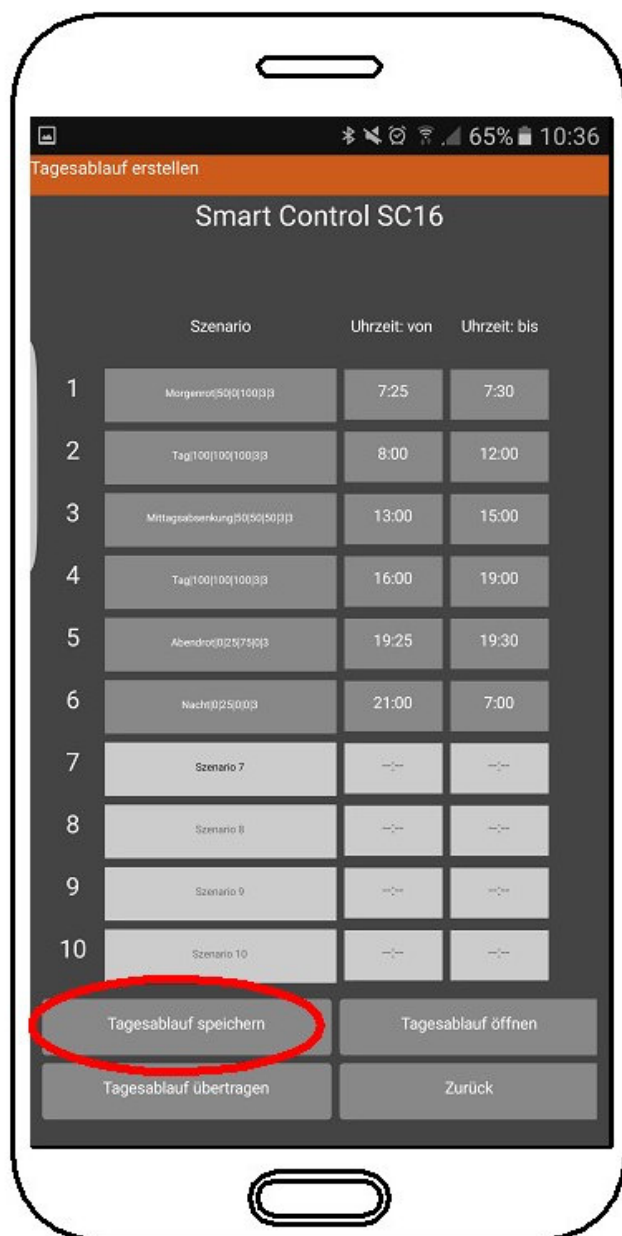 65% 10:36
Tagesablauf erstellen
Smart Control SC16
Szenario Uhrzeit: von Uhrzeit: bis
1 Morgenrot|50|0|100|3|3 7:25 7:30
2 Tag|100|100|100|3|3 8:00 12:00
3 Mittagsabsenkung|50|50|50|3|3 13:00 15:00
4 Tag|100|100|100|3|3 16:00 19:00
5 Abendrot|0|25|75|0|3 19:25 19:30
6 Nacht|0|25|0|0|3 21:00 7:00
7 Szenario 7 --:-- --:--
8 Szenario 8 --:-- --:--
9 Szenario 9 --:-- --:--
10 Szenario 10 --:-- --:--
Tagesablauf speichern Tagesablauf öffnen
Tagesablauf übertragen Zurück